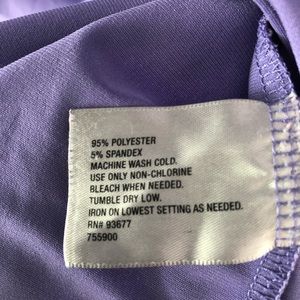 95% POLYESTER
5% SPANDEX
MACHINE WASH COLD.
USE ONLY NON-CHLORINE
BLEACH WHEN NEEDED.
TUMBLE DRY LOW.
IRON ON LOWEST SETTING AS NEEDED.
RN# 93677
755900